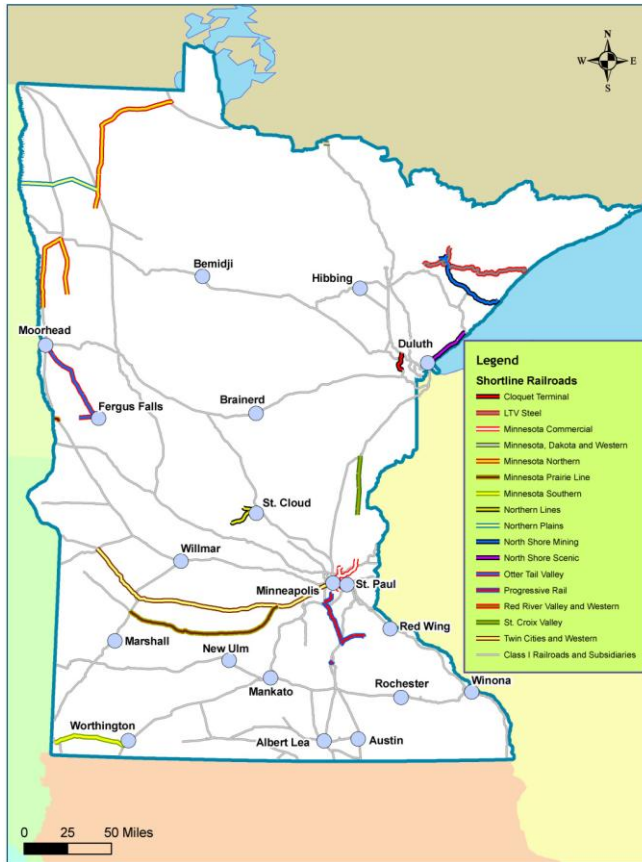 N
W E
S
Bemidji
Hibbing
Moorhead
Duluth
Fergus Falls
Brainerd
St. Cloud
Willmar
Minneapolis
St. Paul
Red Wing
Marshall
New Ulm
Mankato
Rochester
Winona
Worthington
Albert Lea
Austin
Legend
Shortline Railroads
Cloquet Terminal
LTV Steel
Minnesota Commercial
Minnesota, Dakota and Western
Minnesota Northern
Minnesota Prairie Line
Minnesota Southern
Northern Lines
Northern Plains
North Shore Mining
North Shore Scenic
Otter Tail Valley
Progressive Rail
Red River Valley and Western
St. Croix Valley
Twin Cities and Western
Class I Railroads and Subsidiaries
0 25 50 Miles